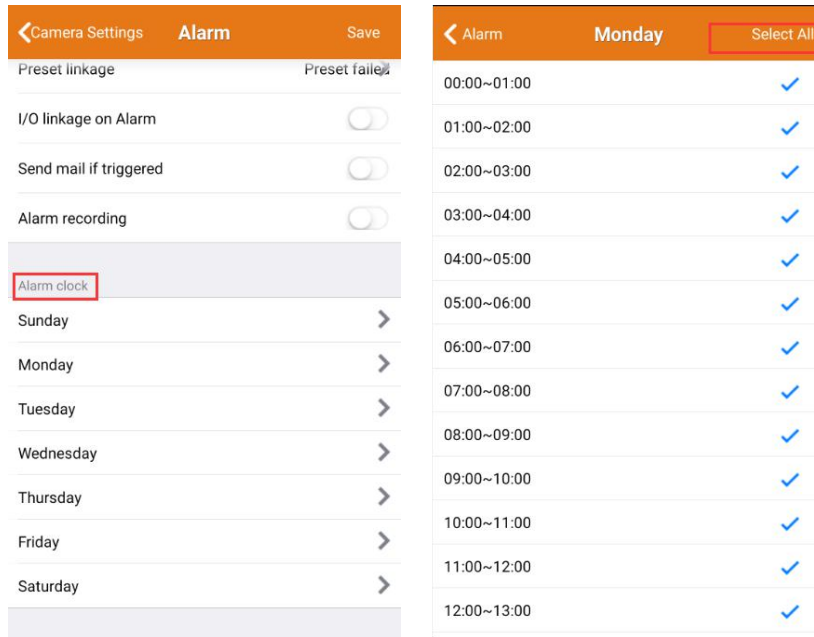 Camera Settings
Alarm
Save
Preset linkage
Preset failed
I/O linkage on Alarm
Send mail if triggered
Alarm recording
Alarm clock
Sunday
Monday
Tuesday
Wednesday
Thursday
Friday
Saturday
Alarm
Monday
Select All
00:00~01:00
01:00~02:00
02:00~03:00
03:00~04:00
04:00~05:00
05:00~06:00
06:00~07:00
07:00~08:00
08:00~09:00
09:00~10:00
10:00~11:00
11:00~12:00
12:00~13:00